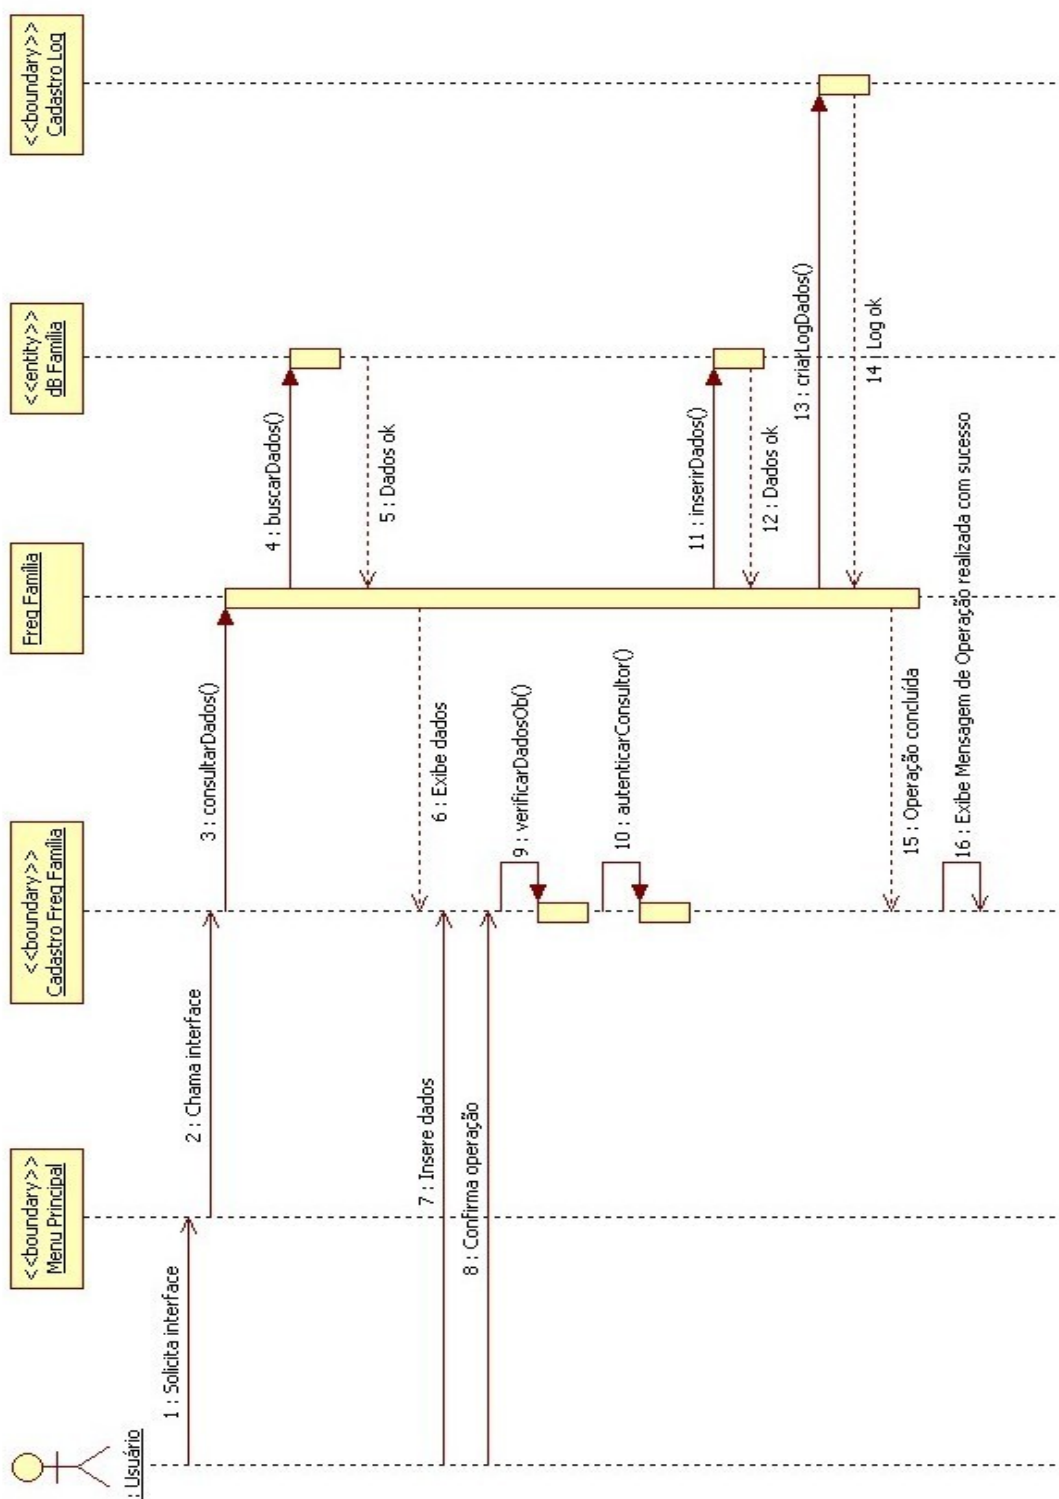 : Usuário
<<boundary>>
Menu Principal
<<boundary>>
Cadastro Freq Família
Freq Família
<<entity>>
dB Família
<<boundary>>
Cadastro Log
1 : Solicita interface
2 : Chama interface
3 : consultarDados()
4 : buscarDados()
5 : Dados ok
6 : Exibe dados
7 : Insere dados
8 : Confirma operação
9 : verificarDadosOb()
10 : autenticarConsultor()
11 : inserirDados()
12 : Dados ok
13 : criarLogDados()
14 : Log ok
15 : Operação concluída
16 : Exibe Mensagem de Operação realizada com sucesso